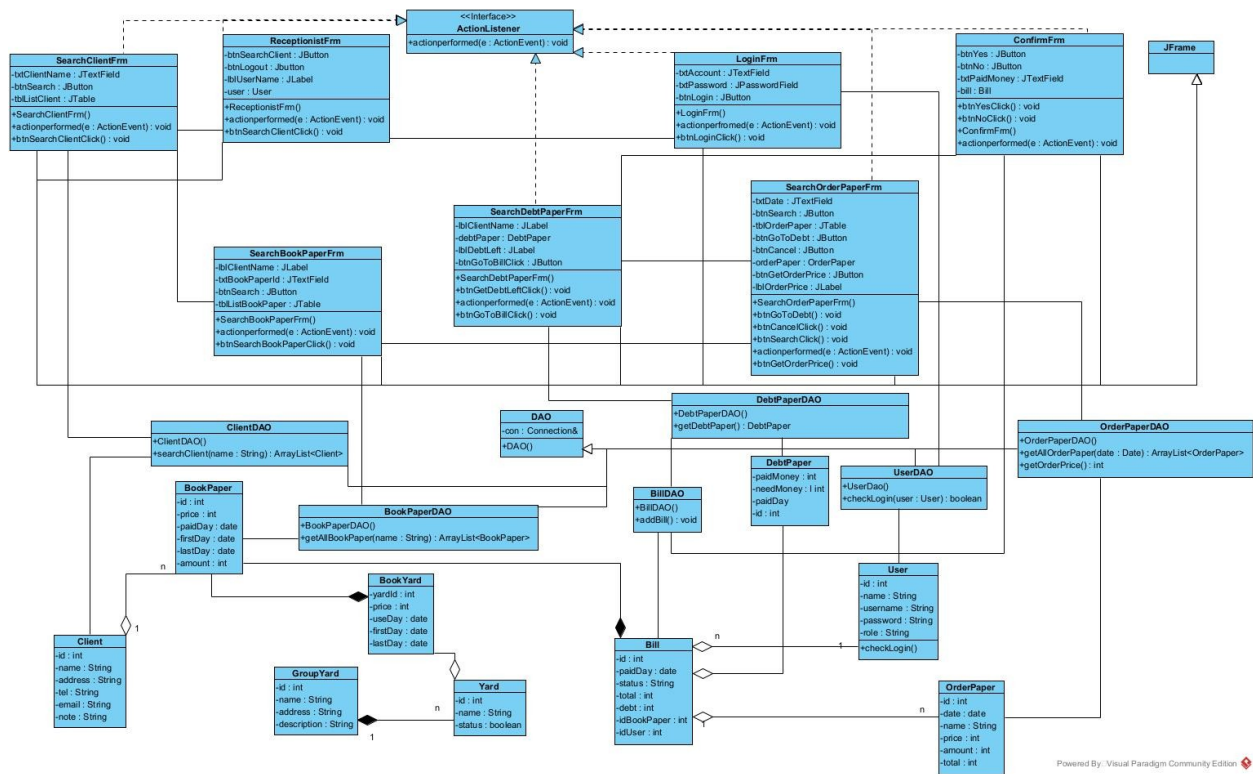 <<Interface>>
ActionListener
+actionperformed(e : ActionEvent) : void
SearchClientFrm
-txtClientName : JTextField
-btnSearch : JButton
-tblListClient : JTable
+SearchClientFrm()
+actionperformed(e : ActionEvent) : void
+btnSearchClientClick() : void
ReceptionistFrm
-btnSearchClient : JButton
-btnLogout : Jbutton
-lblUserName : JLabel
-user : User
+ReceptionistFrm()
+actionperformed(e : ActionEvent) : void
+btnSearchClientClick() : void
LoginFrm
-txtAccount : JTextField
-txtPassword : JPasswordField
-btnLogin : JButton
+LoginFrm()
+actionperfromed(e : ActionEvent) : void
+btnLoginClick() : void
ConfirmFrm
-btnYes : JButton
-btnNo : JButton
-txtPaidMoney : JTextField
-bill : Bill
+btnYesClick() : void
+btnNoClick() : void
+ConfirmFrm()
+actionperformed(e : ActionEvent) : void
JFrame
SearchDebtPaperFrm
-lblClientName : JLabel
-debtPaper : DebtPaper
-lblDebtLeft : JLabel
-btnGoToBillClick : JButton
+SearchDebtPaperFrm()
+btnGetDebtLeftClick() : void
+actionperformed(e : ActionEvent) : void
+btnGoToBillClick() : void
SearchOrderPaperFrm
-txtDate : JTextField
-btnSearch : JButton
-tblOrderPaper : JTable
-btnGoToDebt : JButton
-btnCancel : JButton
-orderPaper : OrderPaper
-btnGetOrderPrice : JButton
-lblOrderPrice : JLabel
+SearchOrderPaperFrm()
+btnGoToDebt() : void
+btnCancelClick() : void
+btnSearchClick() : void
+actionperformed(e : ActionEvent) : void
+btnGetOrderPrice() : void
SearchBookPaperFrm
-lblClientName : JLabel
-txtBookPaperId : JTextField
-btnSearch : JButton
-tblListBookPaper : JTable
+SearchBookPaperFrm()
+actionperformed(e : ActionEvent) : void
+btnSearchBookPaperClick() : void
ClientDAO
+ClientDAO()
+searchClient(name : String) : ArrayList<Client>
DAO
-con : Connection&
+DAO()
DebtPaperDAO
+DebtPaperDAO()
+getDebtPaper() : DebtPaper
OrderPaperDAO
+OrderPaperDAO()
+getAllOrderPaper(date : Date) : ArrayList<OrderPaper>
+getOrderPrice() : int
BookPaper
-id : int
-price : int
-paidDay : date
-firstDay : date
-lastDay : date
-amount : int
BookPaperDAO
+BookPaperDAO()
+getAllBookPaper(name : String) : ArrayList<BookPaper>
BillDAO
+BillDAO()
+addBill() : void
DebtPaper
-paidMoney : int
-needMoney : I int
-paidDay
-id : int
UserDAO
+UserDao()
+checkLogin(user : User) : boolean
n
1
BookYard
-yardId : int
-price : int
-useDay : date
-firstDay : date
-lastDay : date
User
-id : int
-name : String
-username : String
-password : String
-role : String
+checkLogin()
Client
-id : int
-name : String
-address : String
-tel : String
-email : String
-note : String
GroupYard
-id : int
-name : String
-address : String
-description : String
n
1
Yard
-id : int
-name : String
-status : boolean
Bill
-id : int
-paidDay : date
-status : String
-total : int
-debt : int
-idBookPaper : int
-idUser : int
n
1
n
1
OrderPaper
-id : int
-date : date
-name : String
-price : int
-amount : int
-total : int
Powered By Visual Paradigm Community Edition